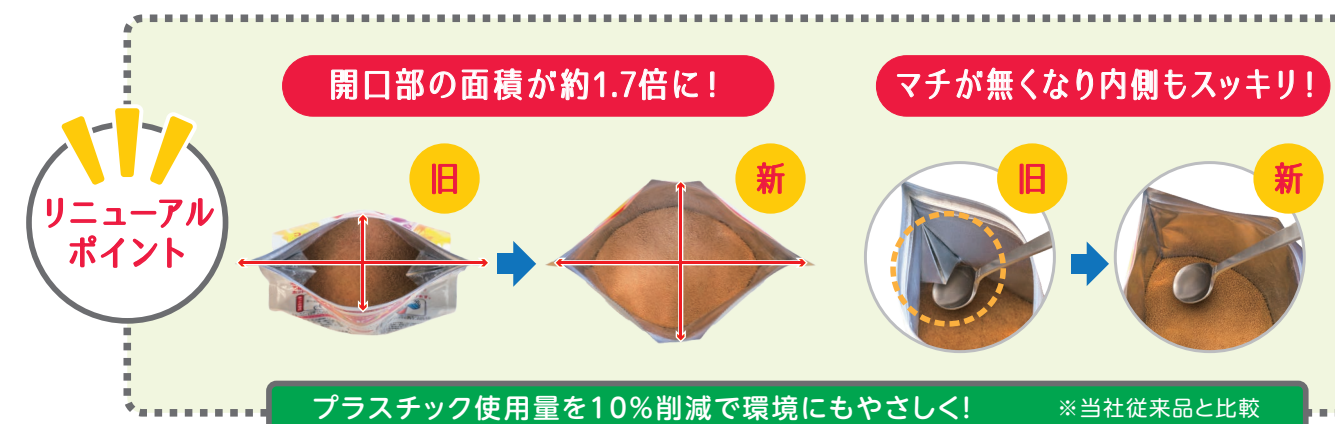 開口部の面積が約1.7倍に!
マチが無くなり内側もスッキリ!
リニューアル
ポイント
旧
新
旧
新
プラスチック使用量を10%削減で環境にもやさしく!
※当社従来品と比較